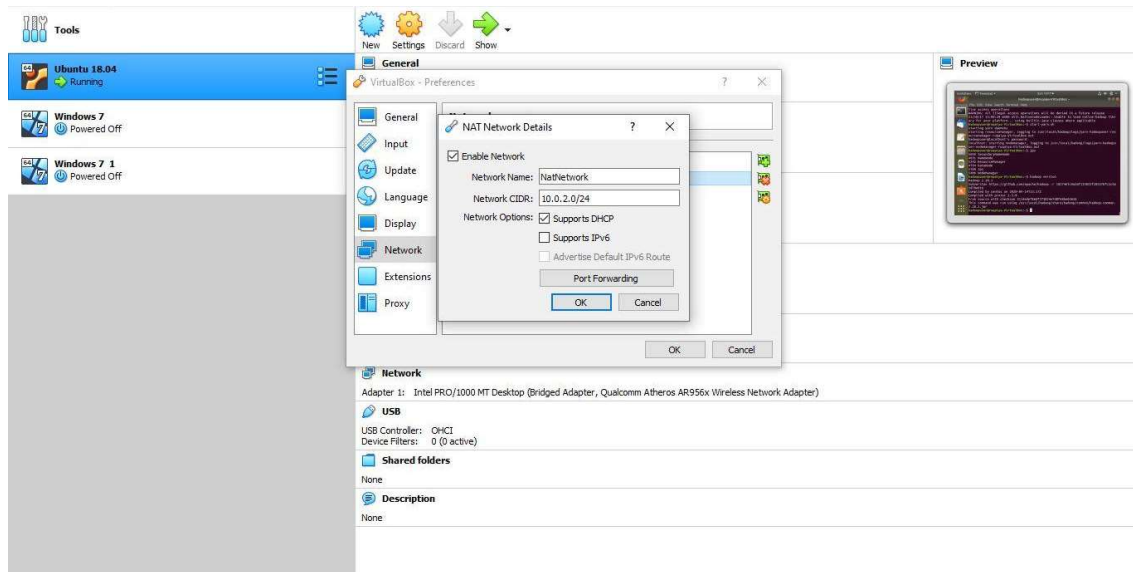 Tools
New Settings Discard Show
Ubuntu 18.04
Running
Windows 7
Powered Off
Windows 7 1
Powered Off
General
Preview
VirtualBox - Preferences ? ×
General
Input
Update
Language
Display
Network
Extensions
Proxy
NAT Network Details ? ×
Enable Network
Network Name: NatNetwork
Network CIDR: 10.0.2.0/24
Network Options: Supports DHCP
Supports IPv6
Advertise Default IPv6 Route
Port Forwarding
OK Cancel
OK Cancel
Network
Adapter 1: Intel PRO/1000 MT Desktop (Bridged Adapter, Qualcomm Atheros AR956x Wireless Network Adapter)
USB
USB Controller: OHCI
Device Filters: 0 (0 active)
Shared folders
None
Description
None